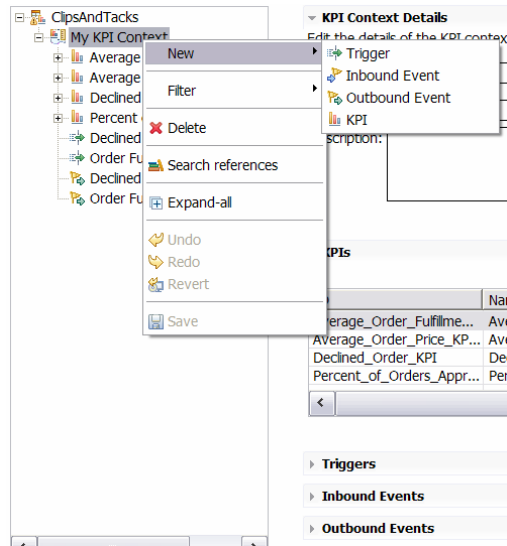 ClipsAndTacks
My KPI Context
Average
Average
Declined
Percent
Declined
Order Fu
Declined
Order Fu
New
Filter
Delete
Search references
Expand-all
Undo
Redo
Revert
Save
Trigger
Inbound Event
Outbound Event
KPI
KPI Context Details
Edit the details of the KPI context
scription:
KPIs
Nar
verage_Order_Fulfillme... Ave
Average_Order_Price_KP... Ave
Declined_Order_KPI Dec
Percent_of_Orders_Appr... Per
Triggers
Inbound Events
Outbound Events